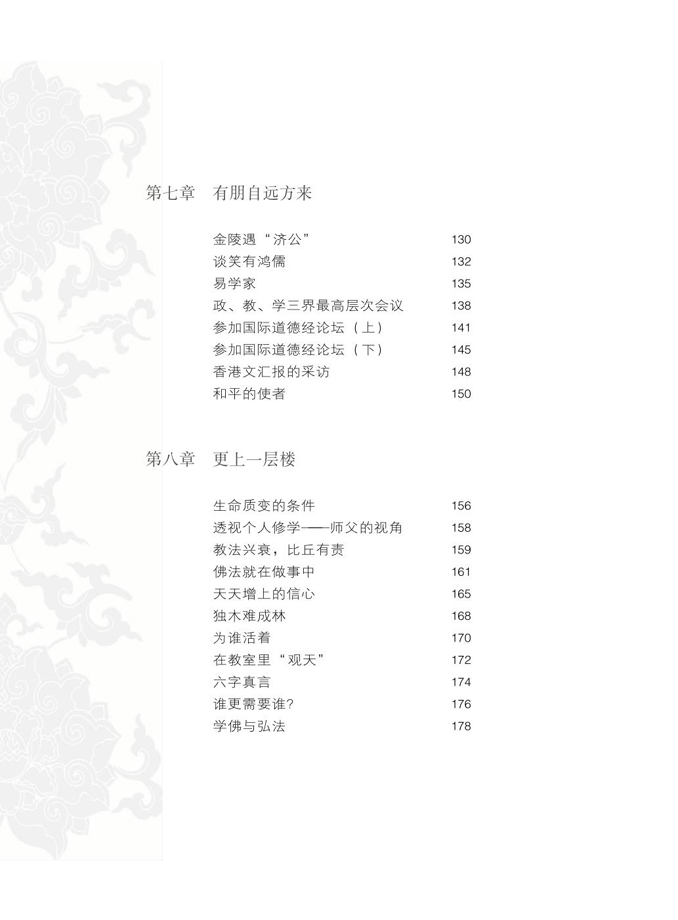 第七章 有朋自远方来
金陵遇“济公” 130
谈笑有鸿儒 132
易学家 135
政、教、学三界最高层次会议 138
参加国际道德经论坛（上） 141
参加国际道德经论坛（下） 145
香港文汇报的采访 148
和平的使者 150
第八章 更上一层楼
生命质变的条件 156
透视个人修学——师父的视角 158
教法兴衰，比丘有责 159
佛法就在做事中 161
天天增上的信心 165
独木难成林 168
为谁活着 170
在教室里“观天” 172
六字真言 174
谁更需要谁？ 176
学佛与弘法 178